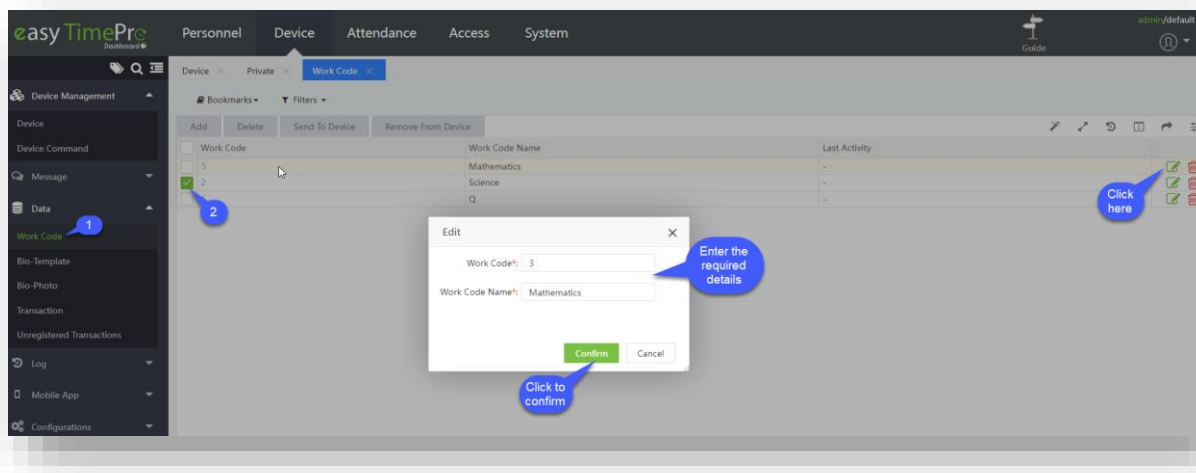 easy TimePro
Dashboard
Personnel Device Attendance Access System
Guide
admin/default
Device Private Work Code
Device Management
Bookmarks Filters
Device
Add Delete Send To Device Remove From Device
Device Command
Work Code Work Code Name Last Activity
3 Mathematics -
Message
2 Science -
Q -
Data
Click
here
1
2
Work Code
Edit
Bio-Template
Work Code*: 3
Enter the
required
details
Bio-Photo
Work Code Name*: Mathematics
Transaction
Unregistered Transactions
Log
Confirm Cancel
Click to
confirm
Mobile App
Configurations